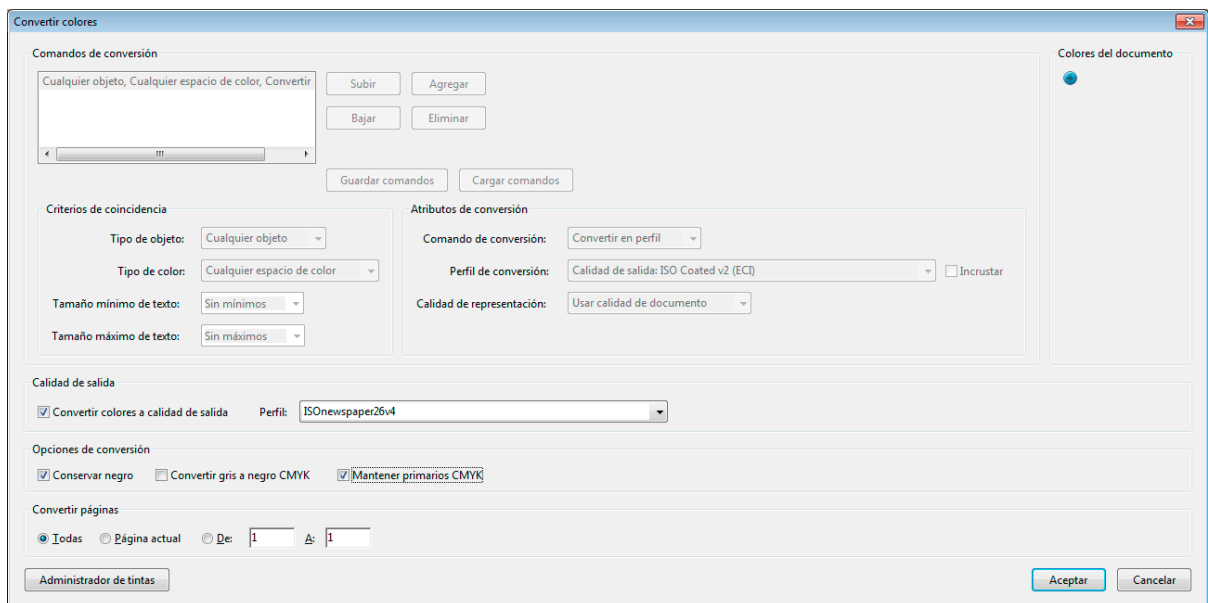 Convertir colores
Comandos de conversión
Colores del documento
Cualquier objeto, Cualquier espacio de color, Convertir
Subir
Agregar
Bajar
Eliminar
Guardar comandos
Cargar comandos
Criterios de coincidencia
Tipo de objeto: Cualquier objeto
Tipo de color: Cualquier espacio de color
Tamaño mínimo de texto: Sin mínimos
Tamaño máximo de texto: Sin máximos
Atributos de conversión
Comando de conversión: Convertir en perfil
Perfil de conversión: Calidad de salida: ISO Coated v2 (ECI) Incrustar
Calidad de representación: Usar calidad de documento
Calidad de salida
Convertir colores a calidad de salida Perfil: ISOnewspaper26v4
Opciones de conversión
Conservar negro Convertir gris a negro CMYK Mantener primarios CMYK
Convertir páginas
Todas Página actual De: 1 A: 1
Administrador de tintas
Aceptar
Cancelar